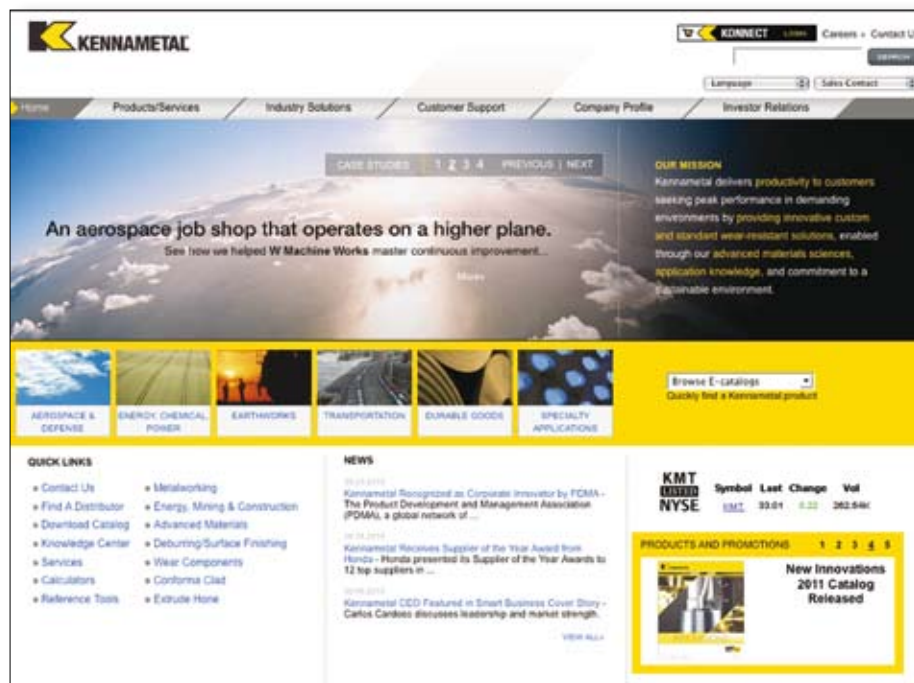 KENNAMETAL
KONNECT LOGIN Careers Contact U
SEARCH
Language Sales Contact
Home Products/Services Industry Solutions Customer Support Company Profile Investor Relations
CASE STUDIES 1 2 3 4 PREVIOUS | NEXT
An aerospace job shop that operates on a higher plane.
See how we helped W Machine Works master continuous improvement...
More
OUR MISSION
Kennametal delivers productivity to customers
seeking peak performance in demanding
environments by providing innovative custom
and standard wear-resistant solutions, enabled
through our advanced materials sciences,
application knowledge, and commitment to a
sustainable environment.
AEROSPACE &
DEFENSE
ENERGY, CHEMICAL,
POWER
EARTHWORKS
TRANSPORTATION
DURABLE GOODS
SPECIALTY
APPLICATIONS
Browse E-catalogs
Quickly find a Kennametal product
QUICK LINKS
» Contact Us
» Find A Distributor
» Download Catalog
» Knowledge Center
» Services
» Calculators
» Reference Tools
» Metalworking
» Energy, Mining & Construction
» Advanced Materials
» Deburring/Surface Finishing
» Wear Components
» Conforma Clad
» Extrude Hone
NEWS
Kennametal Recognized as Corporate Innovator by PDMA -
The Product Development and Management Association
(PDMA), a global network of ...
Kennametal Receives Supplier of the Year Award from
Honda - Honda presented its Supplier of the Year Awards to
12 top suppliers in ...
Kennametal CEO Featured in Smart Business Cover Story -
Carlos Cardoso discusses leadership and market strength.
VIEW ALL»
KMT
LISTED
NYSE
Symbol Last Change Vol
KMT 33.01 0.22 262.54K
PRODUCTS AND PROMOTIONS 1 2 3 4 5
New Innovations
2011 Catalog
Released